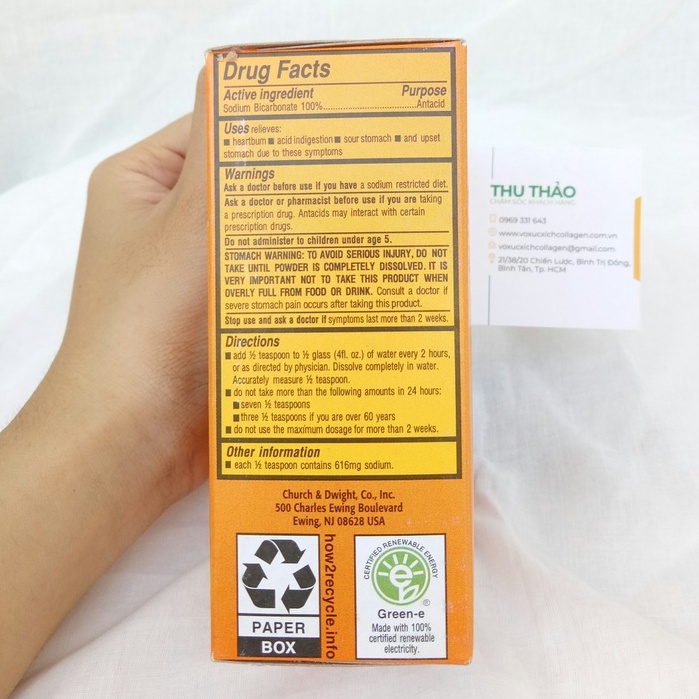 Drug Facts
Active ingredient Purpose
Sodium Bicarbonate 100%..............................Antacid
Uses relieves:
■ heartburn ■ acid indigestion ■ sour stomach ■ and upset
stomach due to these symptoms
Warnings
Ask a doctor before use if you have a sodium restricted diet.
Ask a doctor or pharmacist before use if you are taking
a prescription drug. Antacids may interact with certain
prescription drugs.
Do not administer to children under age 5.
STOMACH WARNING: TO AVOID SERIOUS INJURY, DO NOT
TAKE UNTIL POWDER IS COMPLETELY DISSOLVED. IT IS
VERY IMPORTANT NOT TO TAKE THIS PRODUCT WHEN
OVERLY FULL FROM FOOD OR DRINK. Consult a doctor if
severe stomach pain occurs after taking this product.
Stop use and ask a doctor if symptoms last more than 2 weeks.
Directions
■ add ½ teaspoon to ½ glass (4fl. oz.) of water every 2 hours,
or as directed by physician. Dissolve completely in water.
Accurately measure ½ teaspoon.
■ do not take more than the following amounts in 24 hours:
■ seven ½ teaspoons
■ three ½ teaspoons if you are over 60 years
■ do not use the maximum dosage for more than 2 weeks.
Other information
■ each ½ teaspoon contains 616mg sodium.
Church & Dwight, Co., Inc.
500 Charles Ewing Boulevard
Ewing, NJ 08628 USA
PAPER
BOX
how2recycle.info
CERTIFIED RENEWABLE ENERGY
e
®
Green-e
Made with 100%
certified renewable
electricity.
THU THẢO
CHĂM SÓC KHÁCH HÀNG
0969 331 643
www.voxucxichcollagen.com.vn
voxucxichcollagen@gmail.com
21/38/20 Chiến Lược, Bình Trị Đông,
Bình Tân, Tp. HCM